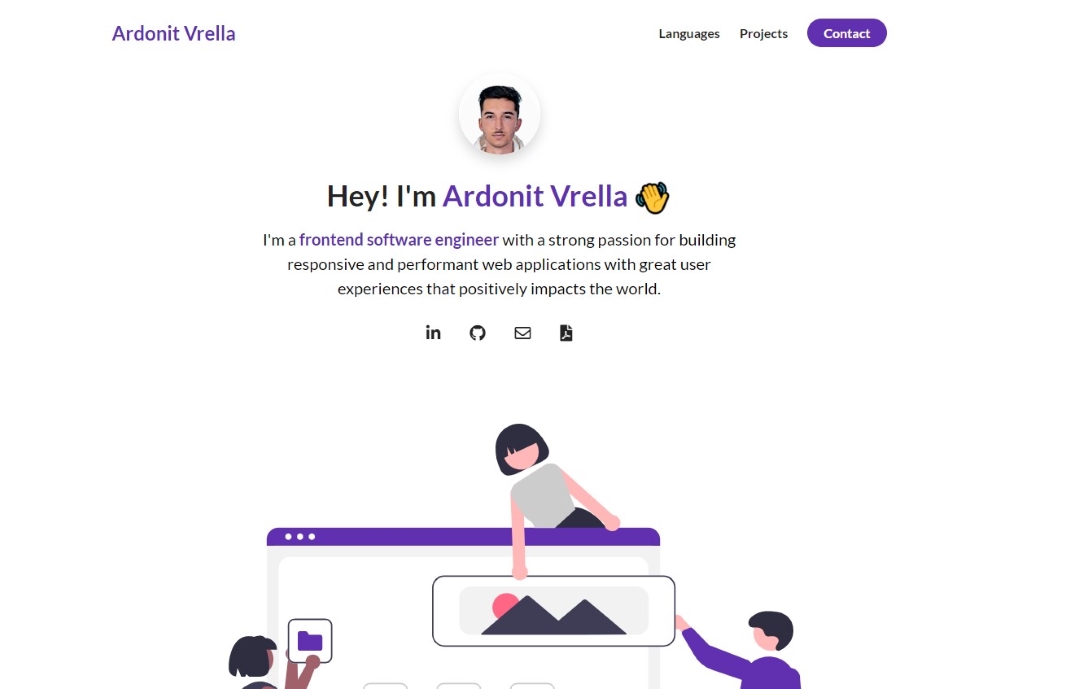 Ardonit Vrella
Languages Projects Contact
Hey! I'm Ardonit Vrella 👋
I'm a frontend software engineer with a strong passion for building
responsive and performant web applications with great user
experiences that positively impacts the world.
in